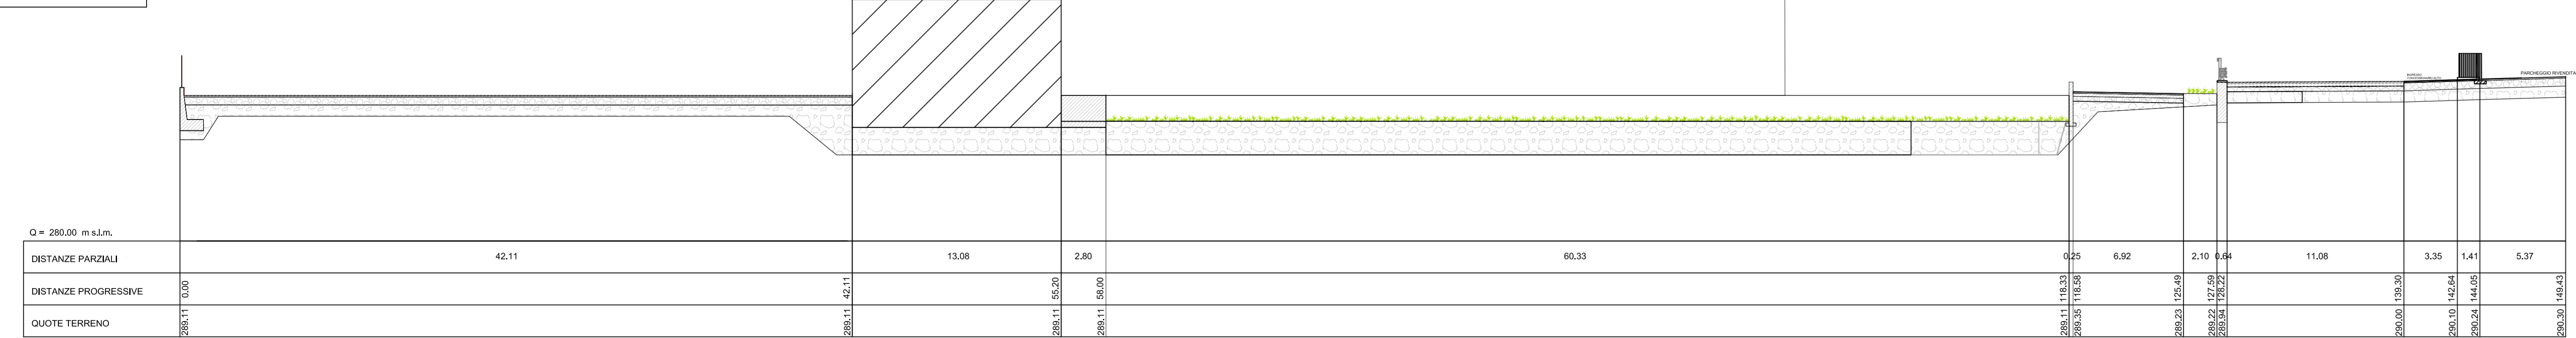 PARCHEGGIO RIVENDITA
Q = 280.00 m s.l.m.
DISTANZE PARZIALI 42.11 13.08 2.80 60.33 0.25 6.92 2.10 0.64 11.08 3.35 1.41 5.37
DISTANZE PROGRESSIVE 0.00 42.11 55.20 58.00 118.33 118.58 125.49 127.59 128.22 139.30 142.64 144.05 149.43
QUOTE TERRENO 289.11 289.11 289.11 289.11 289.11 289.35 289.23 289.22 289.94 290.00 290.10 290.24 290.30